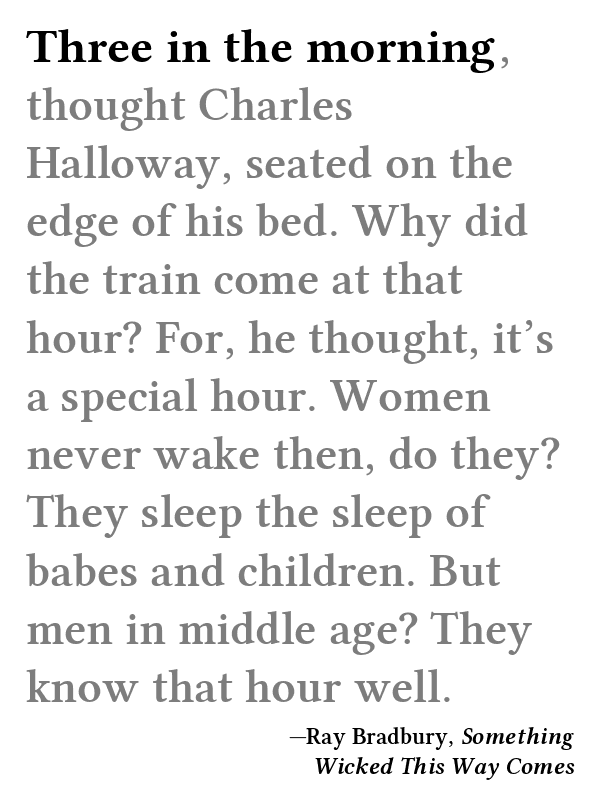 Three in the morning,
thought Charles
Halloway, seated on the
edge of his bed. Why did
the train come at that
hour? For, he thought, it’s
a special hour. Women
never wake then, do they?
They sleep the sleep of
babes and children. But
men in middle age? They
know that hour well.
—Ray Bradbury, Something
Wicked This Way Comes